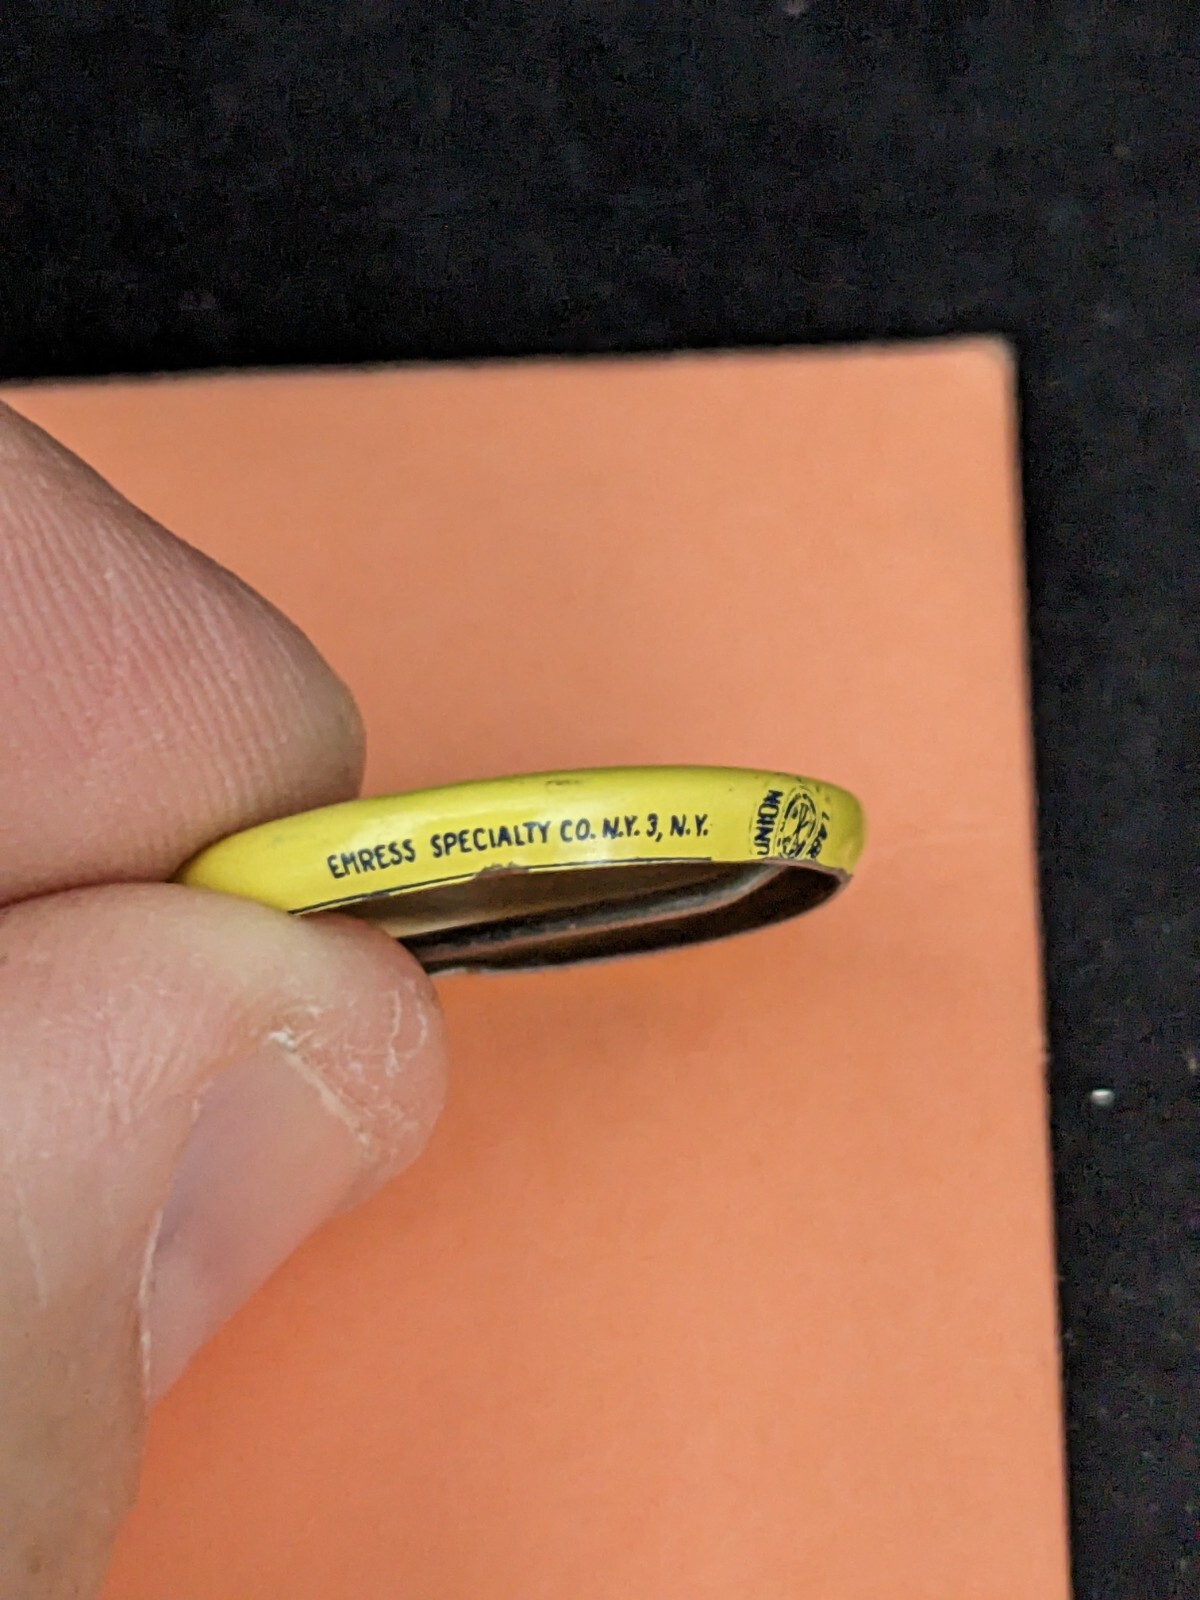 EMRESS SPECIALTY CO. N.Y. 3, N.Y.
UNION